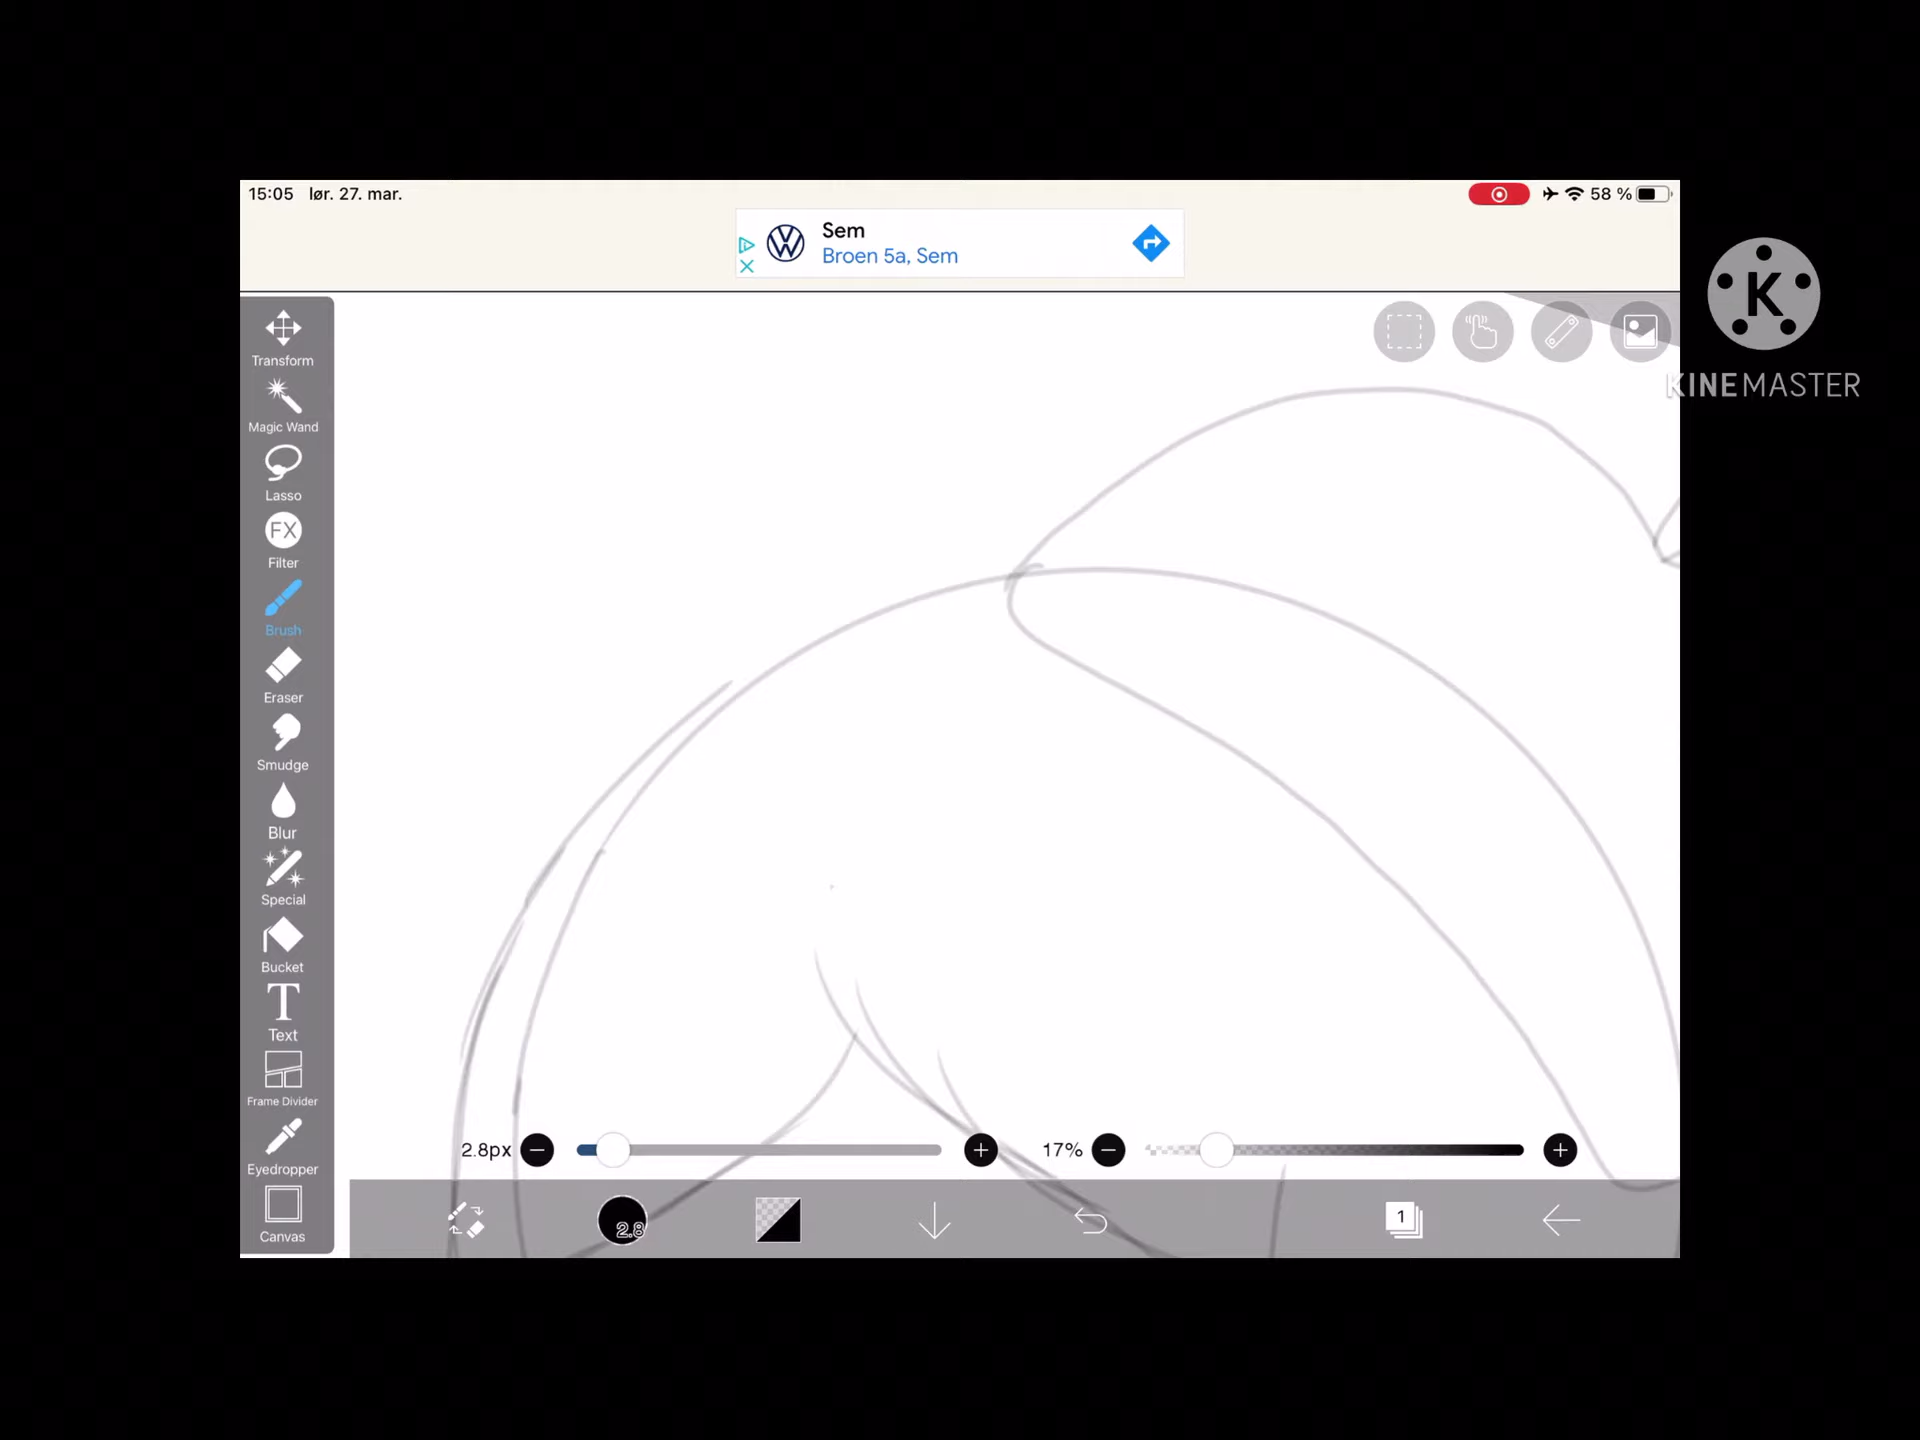 15:05 lør. 27. mar.
58 %
Sem
Broen 5a, Sem
KINEMASTER
K
Transform
Magic Wand
Lasso
FX
Filter
Brush
Eraser
Smudge
Blur
Special
Bucket
T
Text
Frame Divider
Eyedropper
Canvas
2.8px
17%
2.8
1